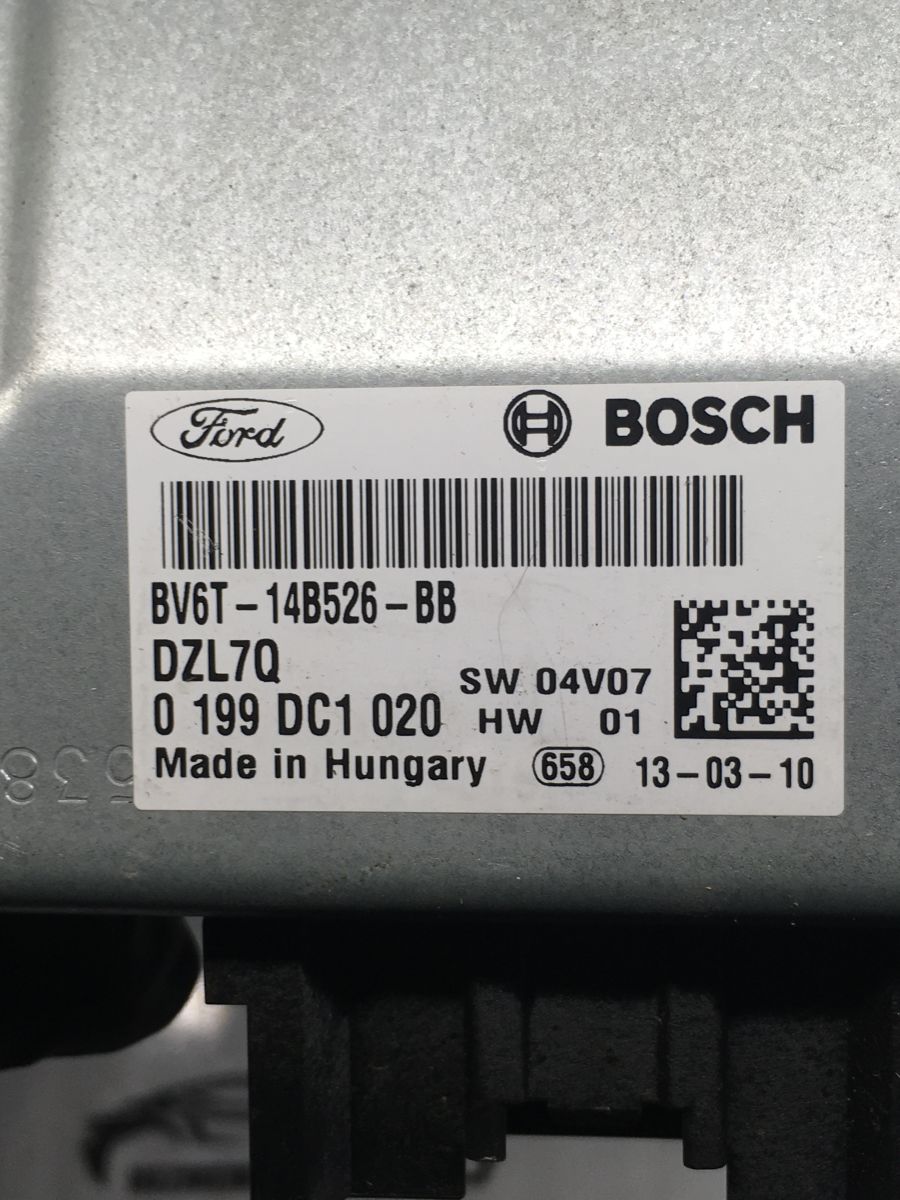 Ford
BOSCH
BV6T-14B526-BB
DZL7Q
SW 04V07
0 199 DC1 020
HW 01
Made in Hungary 658 13-03-10